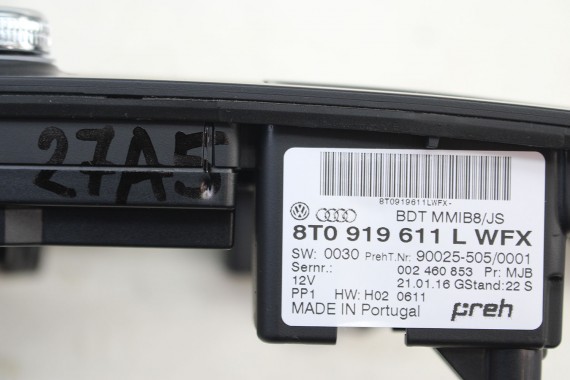 27A5
8T0919611LWFX-
BDT MMIB8/JS
8T0 919 611 L WFX
SW: 0030 PrehT.Nr: 90025-505/0001
Sernr.: 002 460 853 Pr: MJB
12V 21.01.16 GStand: 22 S
PP1 HW: H02 0611
MADE IN Portugal preh